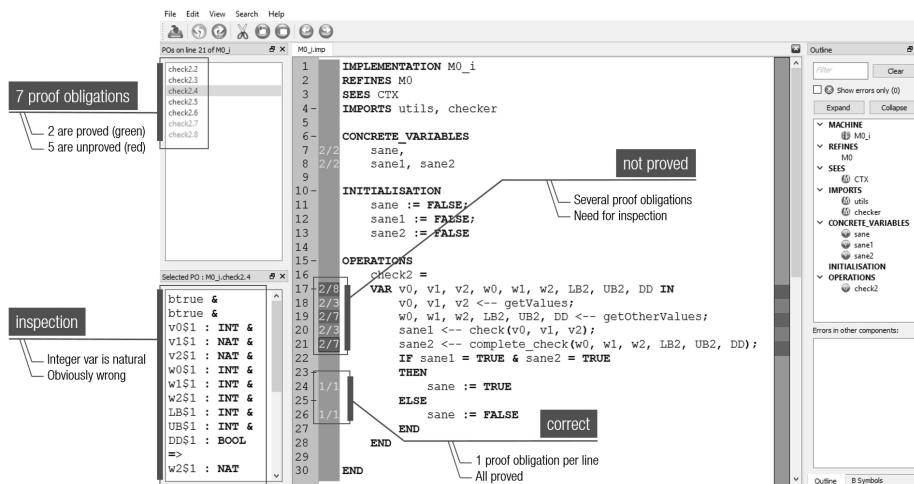 File Edit View Search Help
POs on line 21 of M0_i
M0_i.imp
Outline
check2.2
check2.3
check2.4
check2.5
check2.6
check2.7
check2.8
7 proof obligations
2 are proved (green)
5 are unproved (red)
1 IMPLEMENTATION M0_i
2 REFINES M0
3 SEES CTX
4- IMPORTS utils, checker
5
6- CONCRETE_VARIABLES
7 2/2 sane,
8 2/2 sane1, sane2
9
10- INITIALISATION
11 sane := FALSE;
12 sane1 := FALSE;
13 sane2 := FALSE
14
15- OPERATIONS
16 check2 =
17- 2/8 VAR v0, v1, v2, w0, w1, w2, LB2, UB2, DD IN
18 2/3 v0, v1, v2 <-- getValues;
19 2/7 w0, w1, w2, LB2, UB2, DD <-- getOtherValues;
20 2/3 sane1 <-- check(v0, v1, v2);
21 2/7 sane2 <-- complete_check(w0, w1, w2, LB2, UB2, DD);
22 IF sane1 = TRUE & sane2 = TRUE
23- THEN
24 1/1 sane := TRUE
25- ELSE
26 1/1 sane := FALSE
27 END
28 END
29
30 END
not proved
Several proof obligations
Need for inspection
correct
1 proof obligation per line
All proved
Selected PO : M0_i.check2.4
btrue &
btrue &
v0$1 : INT &
v1$1 : NAT &
v2$1 : NAT &
w0$1 : INT &
w1$1 : INT &
w2$1 : INT &
LB$1 : INT &
UB$1 : INT &
DD$1 : BOOL
=>
w2$1 : NAT
inspection
Integer var is natural
Obviously wrong
Filter
Clear
Show errors only (0)
Expand
Collapse
MACHINE
M0_i
REFINES
M0
SEES
CTX
IMPORTS
utils
checker
CONCRETE_VARIABLES
sane
sane1
sane2
INITIALISATION
OPERATIONS
check2
Errors in other components:
Outline
B Symbols